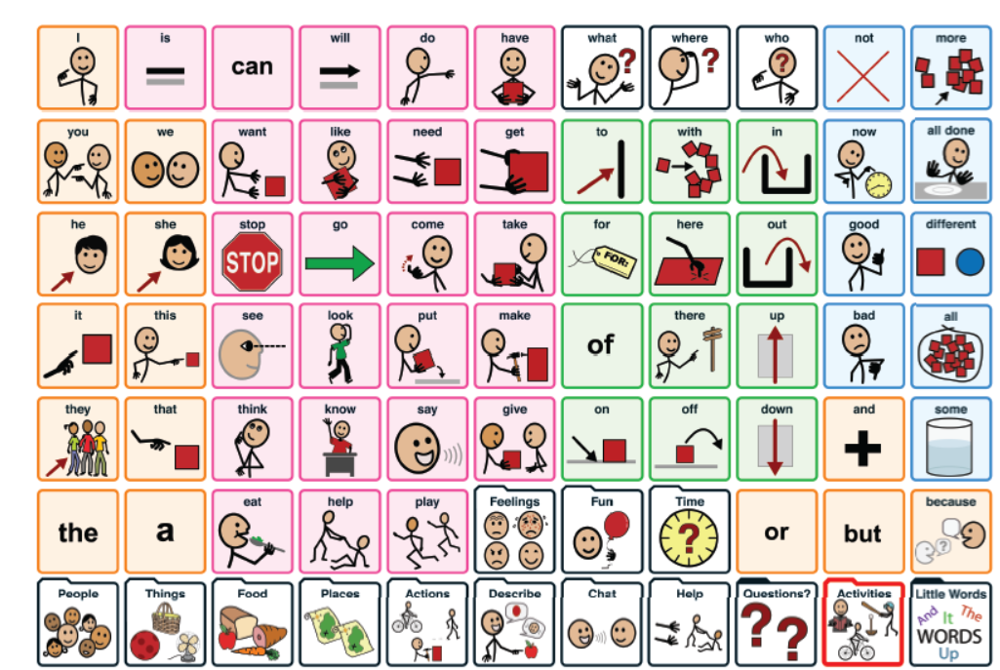 I is can will do have what where who not more
you we want like need get to with in now all done
he she stop go come take for here out good different
STOP
FOR:
it this see look put make of there up bad all
they that think know say give on off down and some
the a eat help play Feelings Fun Time or but because
People Things Food Places Actions Describe Chat Help Questions? Activities Little Words
And It The
WORDS
Up